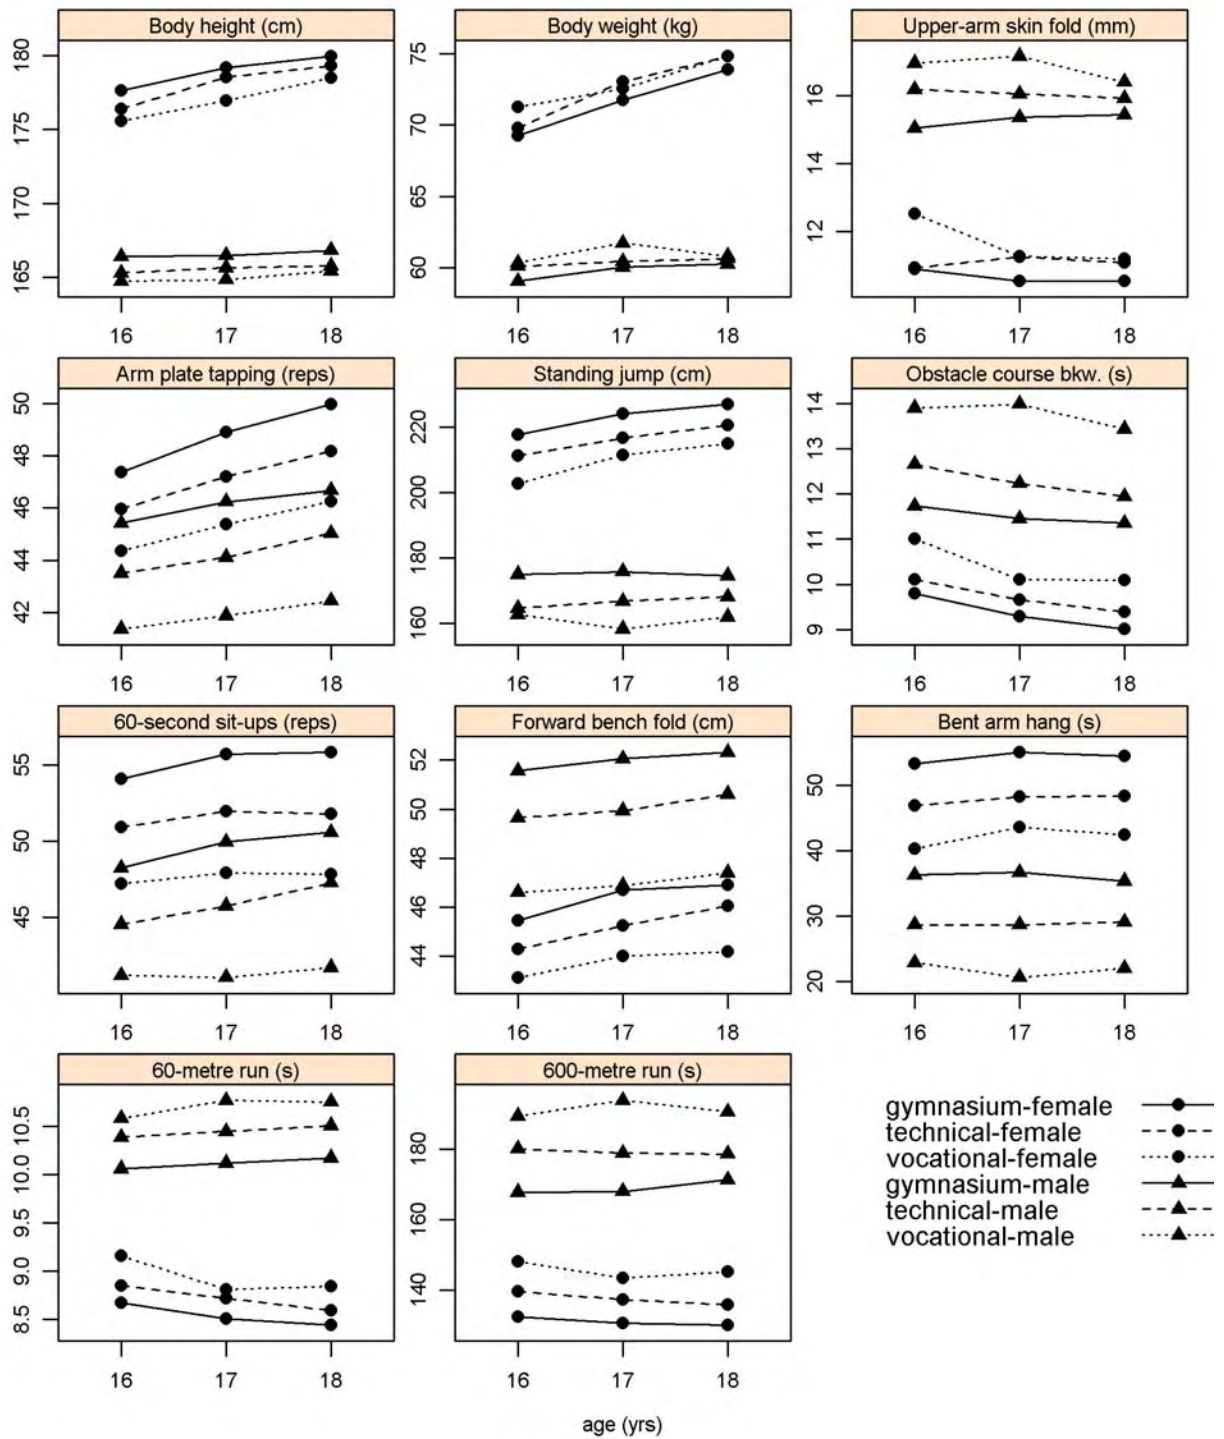 Body height (cm)
180
175
170
165
16 17 18
Body weight (kg)
75
70
65
60
16 17 18
Upper-arm skin fold (mm)
16
14
12
16 17 18
Arm plate tapping (reps)
50
48
46
44
42
16 17 18
Standing jump (cm)
220
200
180
160
16 17 18
Obstacle course bkw. (s)
14
13
12
11
10
9
16 17 18
60-second sit-ups (reps)
55
50
45
16 17 18
Forward bench fold (cm)
52
50
48
46
44
16 17 18
Bent arm hang (s)
50
40
30
20
16 17 18
60-metre run (s)
10.5
10.0
9.5
9.0
8.5
16 17 18
600-metre run (s)
180
160
140
16 17 18
gymnasium-female
technical-female
vocational-female
gymnasium-male
technical-male
vocational-male
age (yrs)